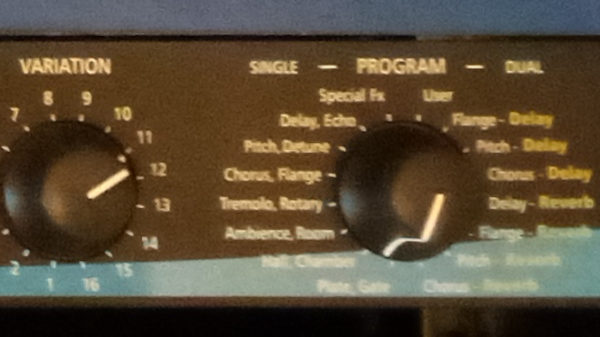 VARIATION
SINGLE — PROGRAM — DUAL
8 9
7 10
11
12
13
14
2 15
1 16
Special Fx User
Delay, Echo Flange - Delay
Pitch, Detune Pitch - Delay
Chorus, Flange Chorus - Delay
Tremolo, Rotary Delay - Reverb
Ambience, Room Flange - Reverb
Hall, Chamber Pitch - Reverb
Plate, Gate Chorus - Reverb